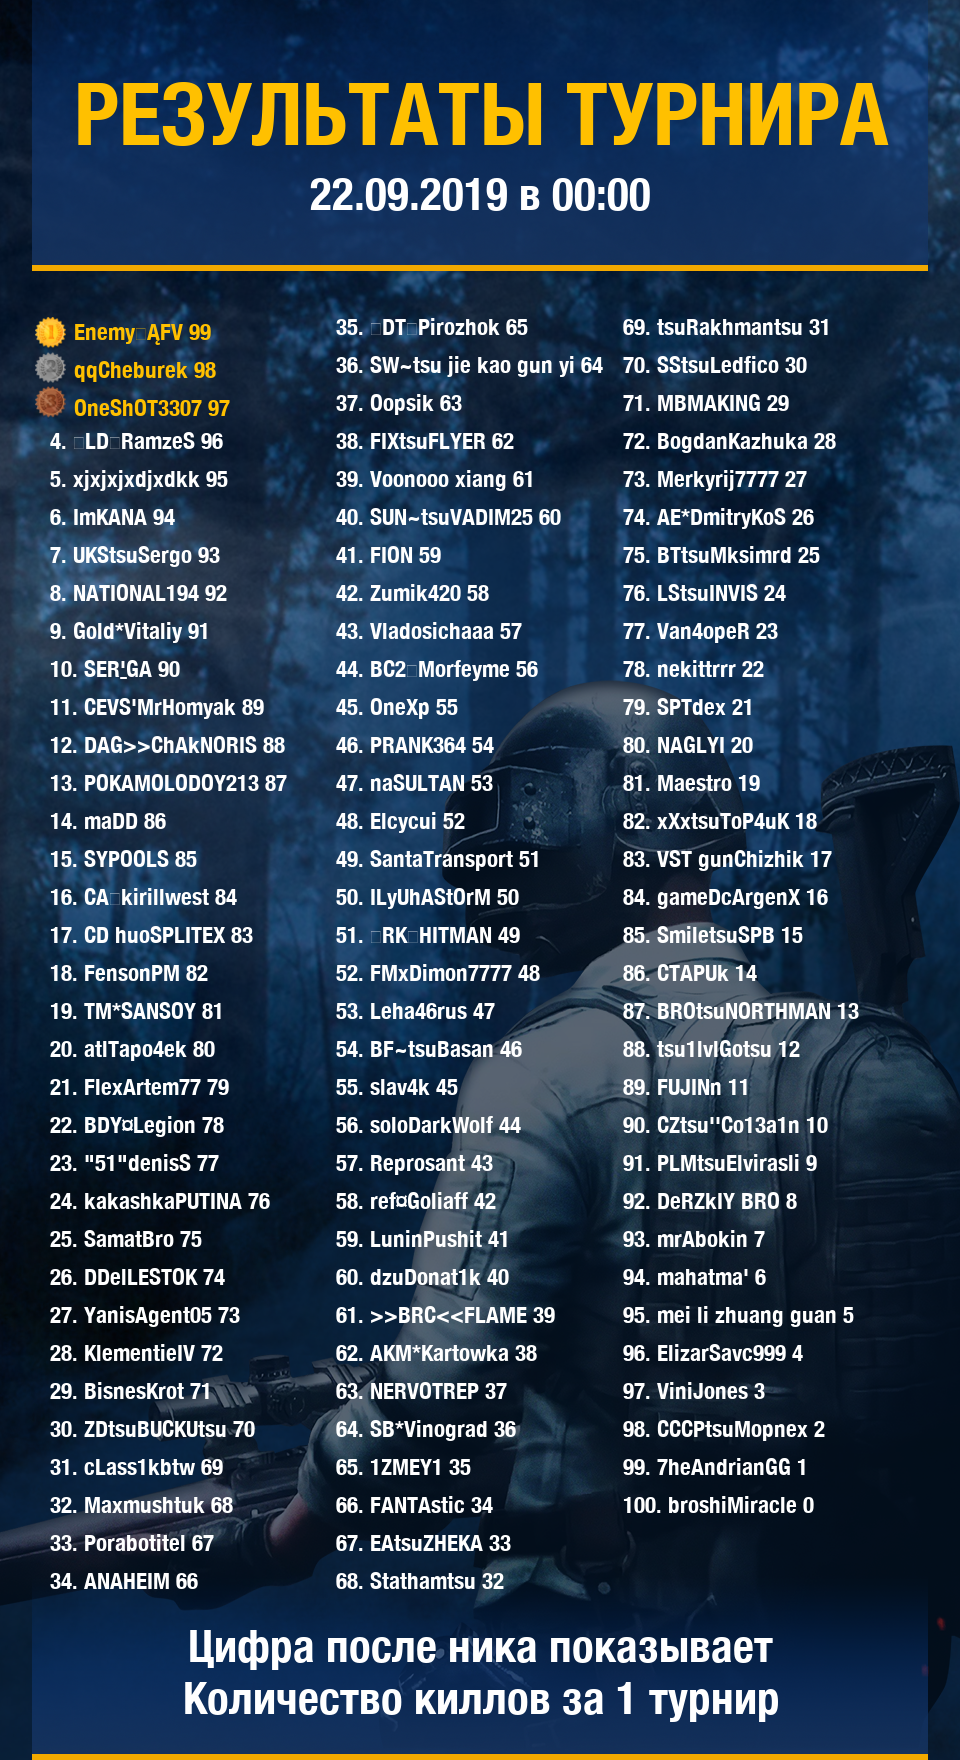 РЕЗУЛЬТАТЫ ТУРНИРА
22.09.2019 в 00:00
1 Enemy□ĄFV 99
2 qqCheburek 98
3 OneShOT3307 97
4. □LD□RamzeS 96
5. xjxjxjxdjxdkk 95
6. ImKANA 94
7. UKStsuSergo 93
8. NATIONAL194 92
9. Gold*Vitaliy 91
10. SER'_GA 90
11. CEVS'MrHomyak 89
12. DAG>>ChAkNORIS 88
13. POKAMOLODOY213 87
14. maDD 86
15. SYPOOLS 85
16. CA□kirillwest 84
17. CD huoSPLITEX 83
18. FensonPM 82
19. TM*SANSOY 81
20. atlTapo4ek 80
21. FlexArtem77 79
22. BDY¤Legion 78
23. "51"denisS 77
24. kakashkaPUTINA 76
25. SamatBro 75
26. DDelLESTOK 74
27. YanisAgent05 73
28. KlementielV 72
29. BisnesKrot 71
30. ZDtsuBUCKUtsu 70
31. cLass1kbtw 69
32. Maxmushtuk 68
33. Porabotitel 67
34. ANAHEIM 66
35. □DT□Pirozhok 65
36. SW~tsu jie kao gun yi 64
37. Oopsik 63
38. FIXtsuFLYER 62
39. Voonooo xiang 61
40. SUN~tsuVADIM25 60
41. FION 59
42. Zumik420 58
43. Vladosichaaa 57
44. BC2□Morfeyme 56
45. OneXp 55
46. PRANK364 54
47. naSULTAN 53
48. Elcycui 52
49. SantaTransport 51
50. ILyUhAStOrM 50
51. □RK□HITMAN 49
52. FMxDimon7777 48
53. Leha46rus 47
54. BF~tsuBasan 46
55. slav4k 45
56. soloDarkWolf 44
57. Reprosant 43
58. ref¤Goliaff 42
59. LuninPushit 41
60. dzuDonat1k 40
61. >>BRC<<FLAME 39
62. AKM*Kartowka 38
63. NERVOTREP 37
64. SB*Vinograd 36
65. 1ZMEY1 35
66. FANTAstic 34
67. EAtsuZHEKA 33
68. Stathamtsu 32
69. tsuRakhmantsu 31
70. SStsuLedfico 30
71. MBMAKING 29
72. BogdanKazhuka 28
73. Merkyrij7777 27
74. AE*DmitryKoS 26
75. BTtsuMksimrd 25
76. LStsuINVIS 24
77. Van4opeR 23
78. nekittrrr 22
79. SPTdex 21
80. NAGLYI 20
81. Maestro 19
82. xXxtsuToP4uK 18
83. VST gunChizhik 17
84. gameDcArgenX 16
85. SmiletsuSPB 15
86. CTAPUk 14
87. BROtsuNORTHMAN 13
88. tsu1lvlGotsu 12
89. FUJINn 11
90. CZtsu''Co13a1n 10
91. PLMtsuElvirasli 9
92. DeRZkIY BRO 8
93. mrAbokin 7
94. mahatma' 6
95. mei li zhuang guan 5
96. ElizarSavc999 4
97. ViniJones 3
98. CCCPtsuMopnex 2
99. 7heAndrianGG 1
100. broshiMiracle 0
Цифра после ника показывает
Количество киллов за 1 турнир